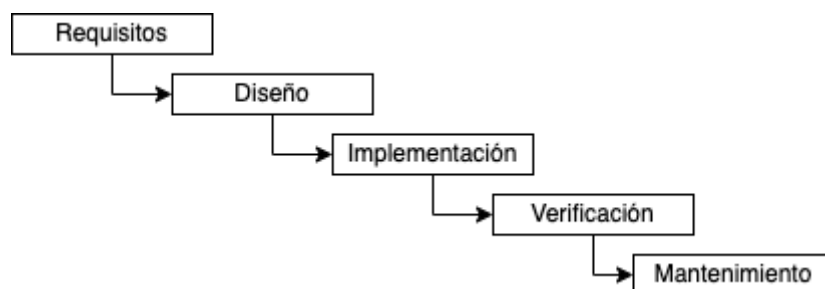 Requisitos
Diseño
Implementación
Verificación
Mantenimiento